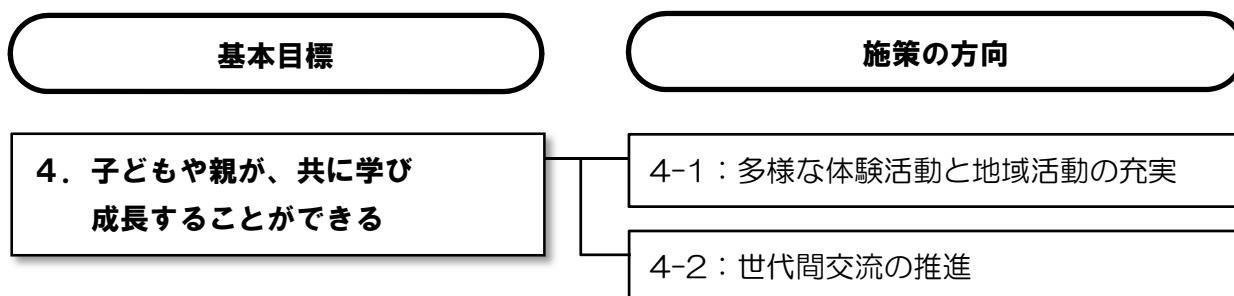 基本目標
施策の方向
4．子どもや親が、共に学び
成長することができる
4-1：多様な体験活動と地域活動の充実
4-2：世代間交流の推進